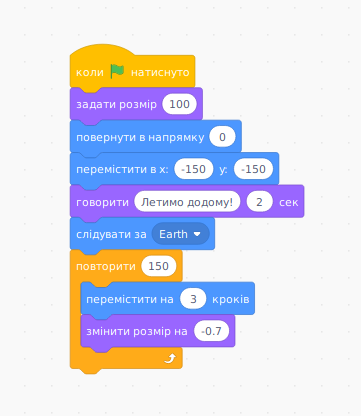 коли натиснуто
задати розмір 100
повернути в напрямку 0
перемістити в x: -150 y: -150
говорити Летимо додому! 2 сек
слідувати за Earth
повторити 150
перемістити на 3 кроків
змінити розмір на -0.7